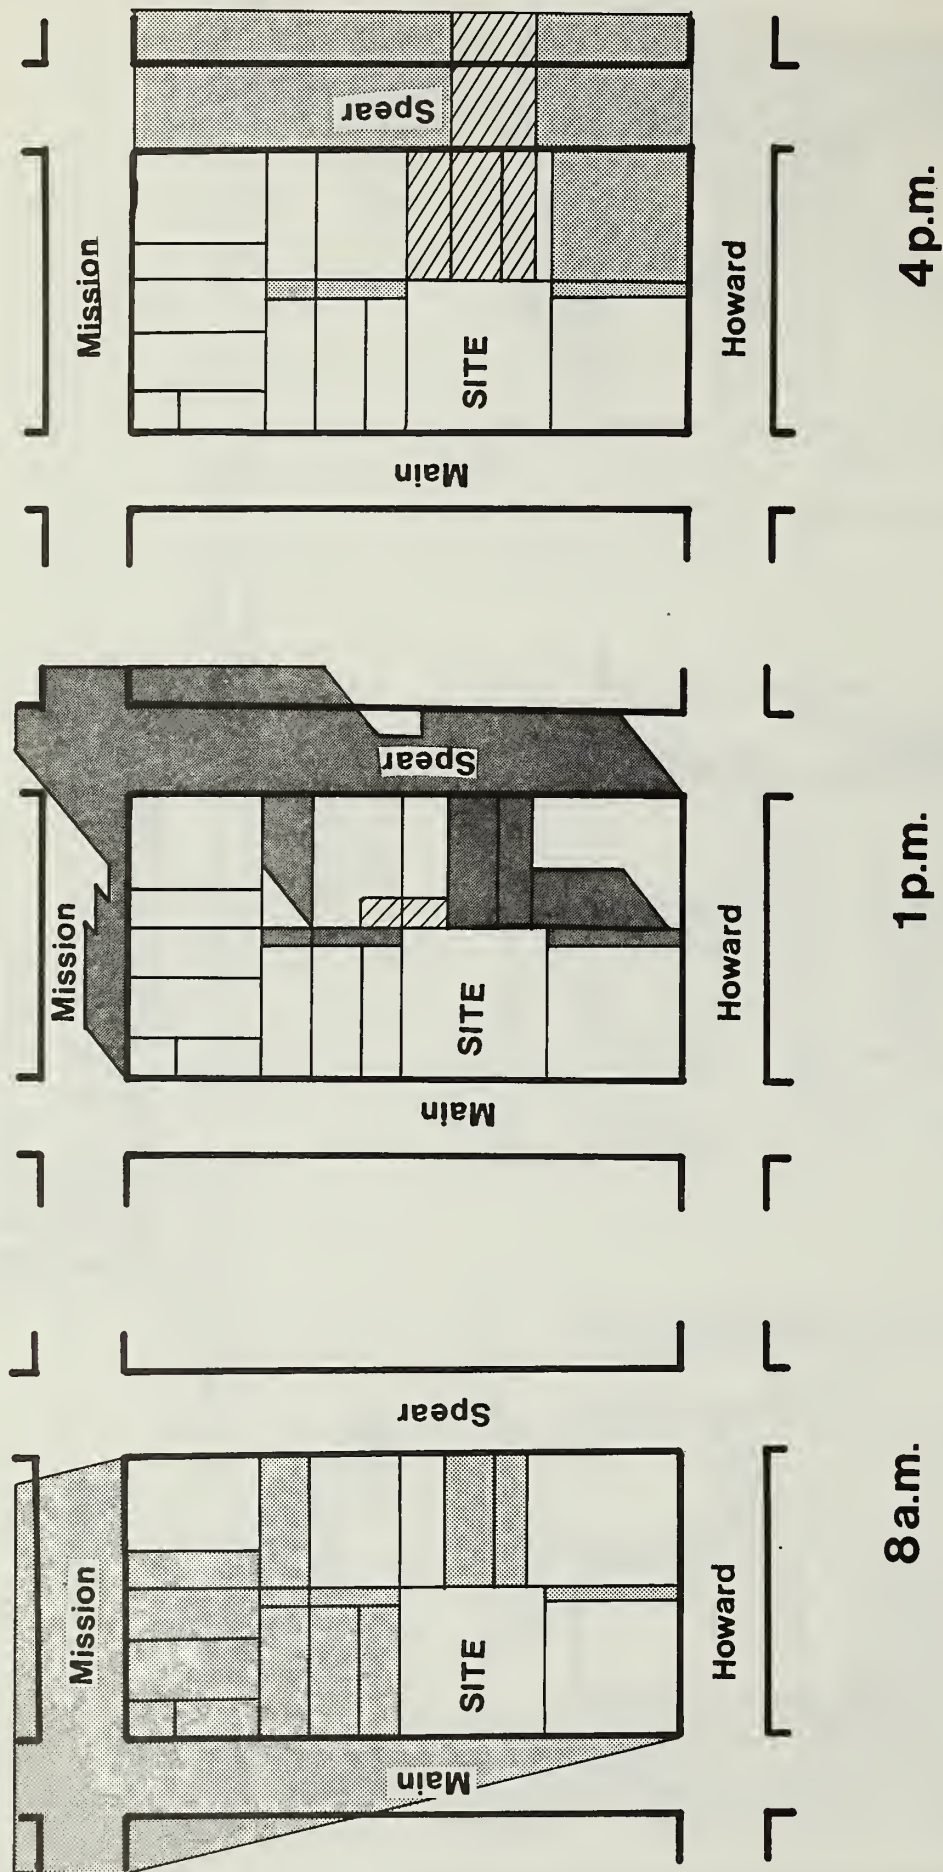 Mission
Spear
SITE
Main
Howard
4p.m.
Mission
Spear
SITE
Main
Howard
1p.m.
Mission
Spear
SITE
Main
Howard
8a.m.